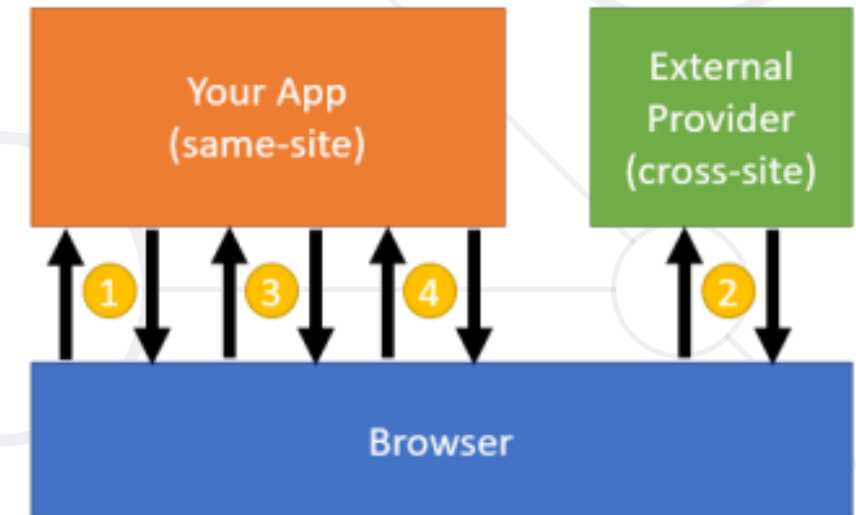 Your App
(same-site)
External
Provider
(cross-site)
1
3
4
2
Browser